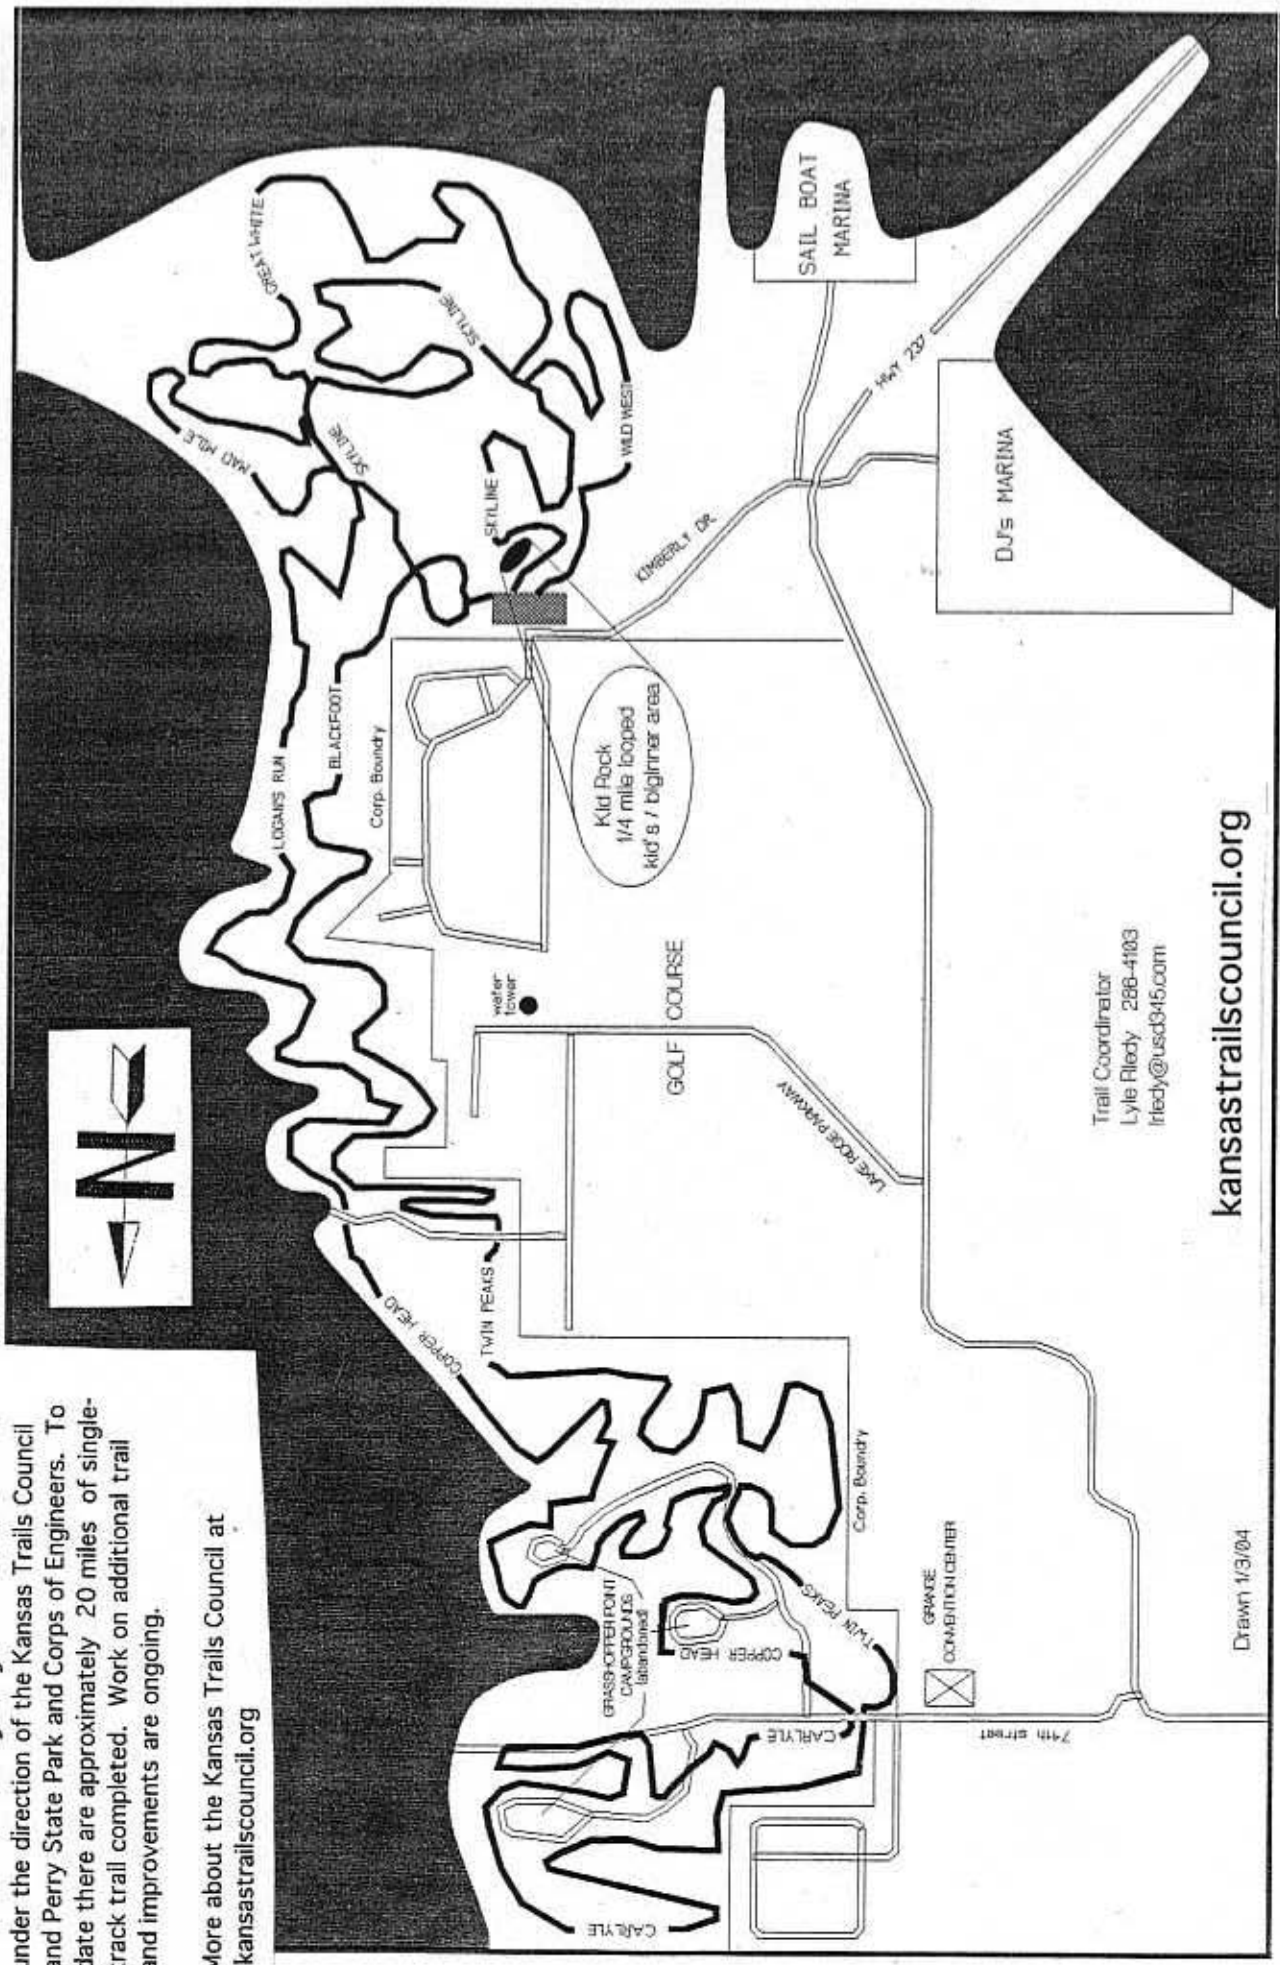 under the direction of the Kansas Trails Council
and Perry State Park and Corps of Engineers. To
date there are approximately 20 miles of single-
track trail completed. Work on additional trail
and improvements are ongoing.
More about the Kansas Trails Council at
kansastrailscouncil.org
N
GREAT WHITE
MAD MILE
SKYLINE
SKYLINE
SKYLINE
WILD WEST
LOGAN'S RUN
BLACKFOOT
Corp. Boundry
Kid Rock
1/4 mile looped
kid's / biginner area
KIMBERLY DR
SAIL BOAT
MARINA
HWY 237
DJ's MARINA
water
tower
GOLF COURSE
LAKE RIDGE PARKWAY
COPPER HEAD
TWIN PEAKS
Corp. Boundry
GRASSHOPPER POINT
CAMPGROUNDS
(abandoned)
COPPER HEAD
TWIN PEAKS
CARLYLE
CARLYLE
74th street
GRANGE
CONVENTION CENTER
Trail Coordinator
Lyle Riedy 286-4103
lriedy@usd345.com
kansastrailscouncil.org
Drawn 1/3/04